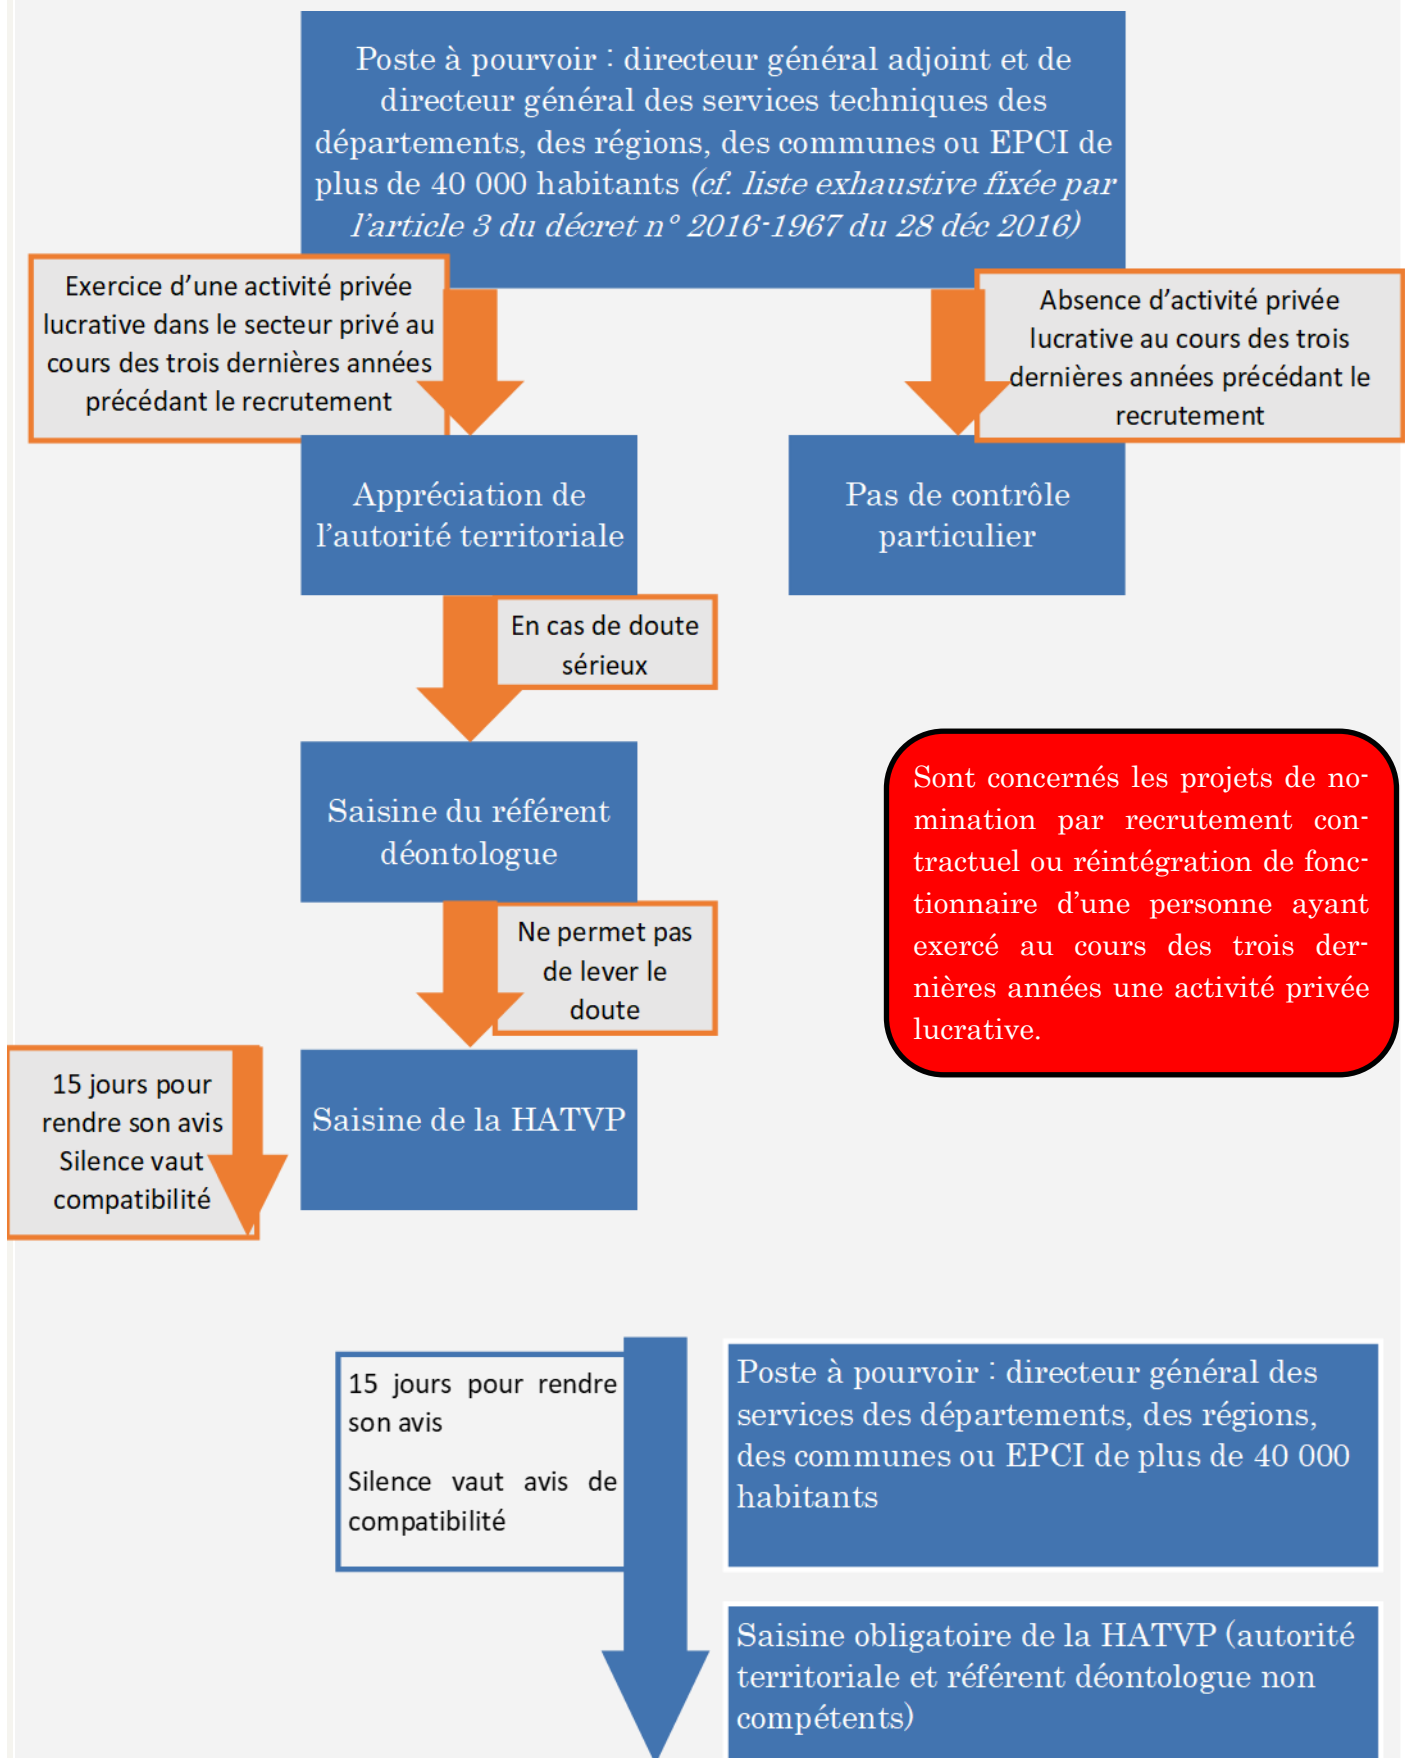 Poste à pourvoir : directeur général adjoint et de
directeur général des services techniques des
départements, des régions, des communes ou EPCI de
plus de 40 000 habitants (cf. liste exhaustive fixée par
l’article 3 du décret n° 2016-1967 du 28 déc 2016)
Exercice d’une activité privée
lucrative dans le secteur privé au
cours des trois dernières années
précédant le recrutement
Absence d’activité privée
lucrative au cours des trois
dernières années précédant le
recrutement
Appréciation de
l’autorité territoriale
Pas de contrôle
particulier
En cas de doute
sérieux
Saisine du référent
déontologue
Sont concernés les projets de no-
mination par recrutement con-
tractuel ou réintégration de fonc-
tionnaire d’une personne ayant
exercé au cours des trois der-
nières années une activité privée
lucrative.
Ne permet pas
de lever le
doute
15 jours pour
rendre son avis
Silence vaut
compatibilité
Saisine de la HATVP
15 jours pour rendre
son avis
Silence vaut avis de
compatibilité
Poste à pourvoir : directeur général des
services des départements, des régions,
des communes ou EPCI de plus de 40 000
habitants
Saisine obligatoire de la HATVP (autorité
territoriale et référent déontologue non
compétents)